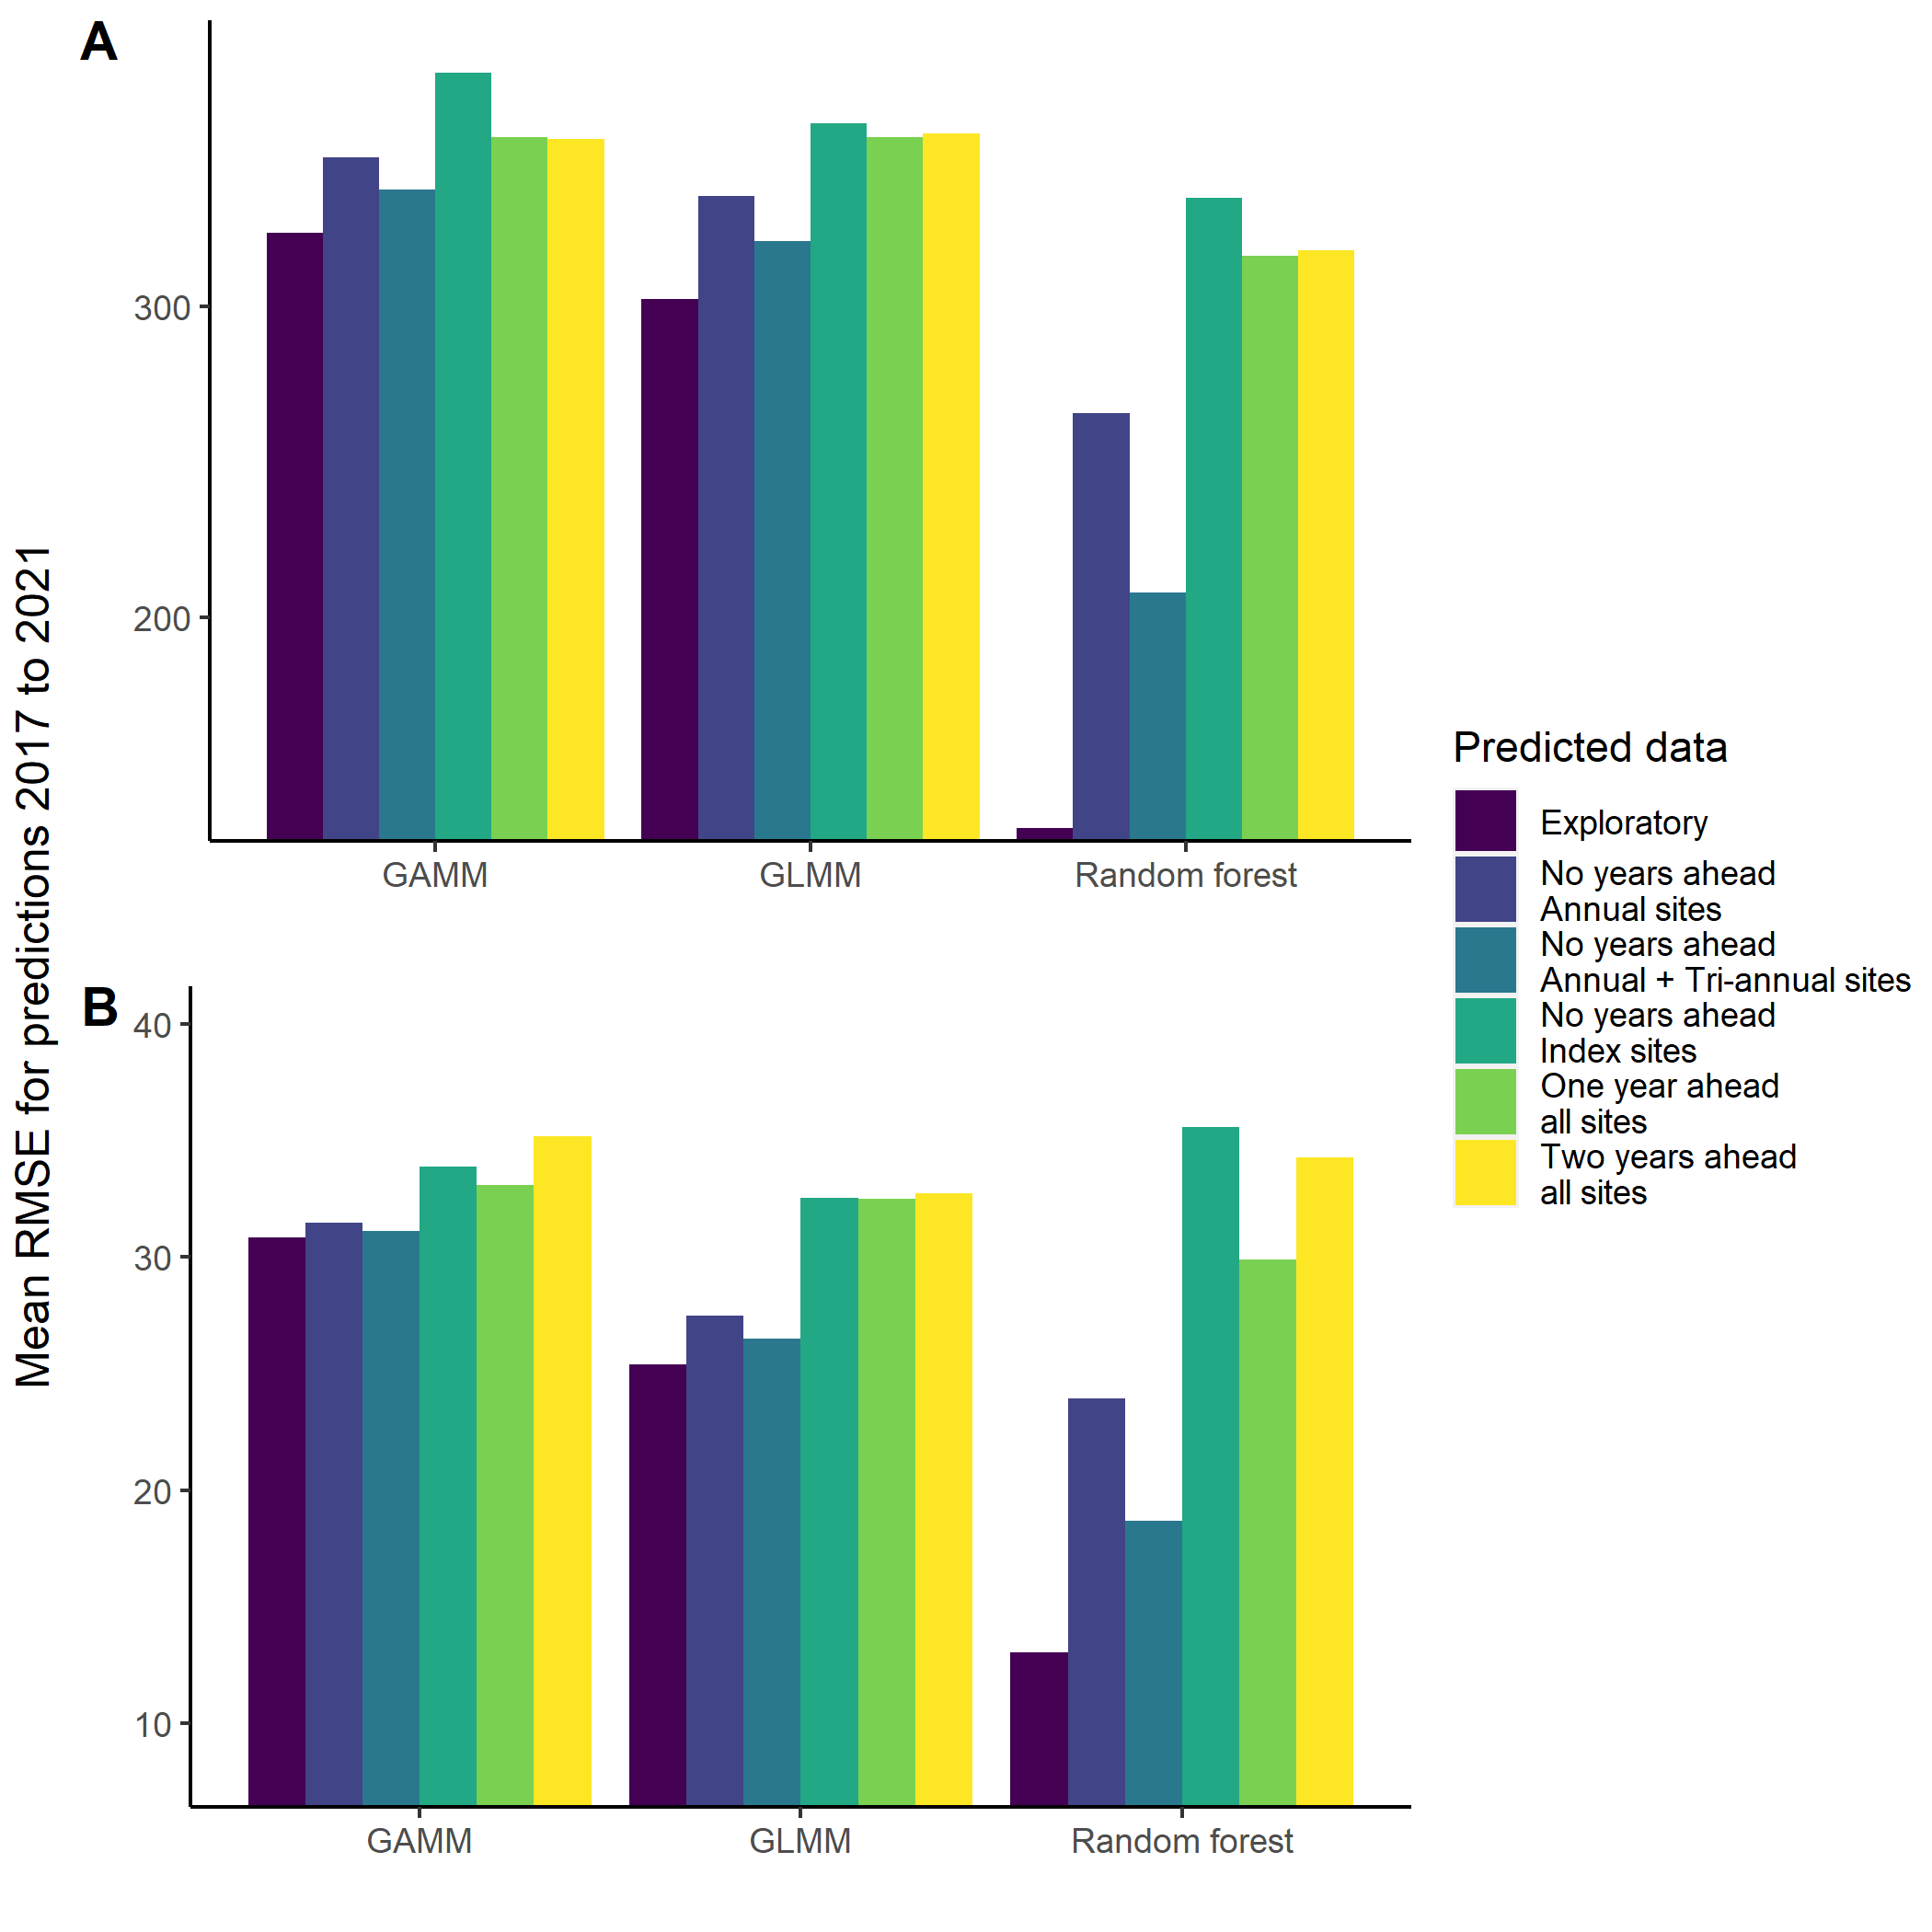 A
300
200
GAMM
GLMM
Random forest
Mean RMSE for predictions 2017 to 2021
B
40
30
20
10
GAMM
GLMM
Random forest
Predicted data
Exploratory
No years ahead
Annual sites
No years ahead
Annual + Tri-annual sites
No years ahead
Index sites
One year ahead
all sites
Two years ahead
all sites